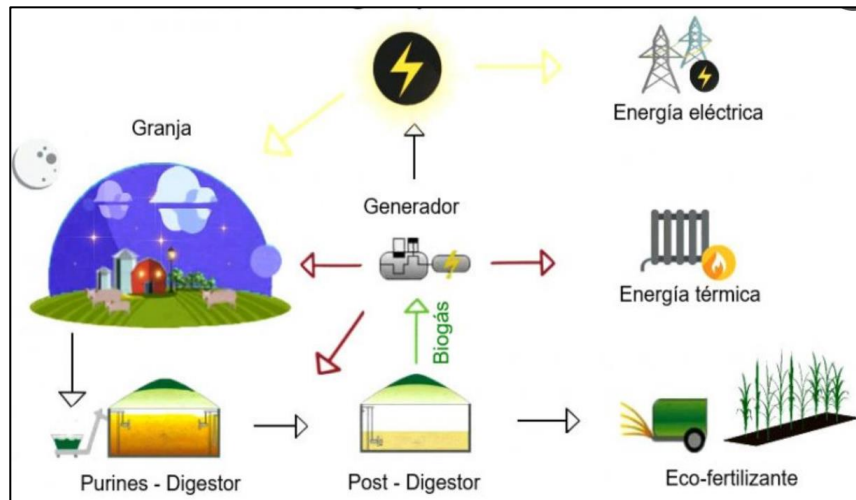 Granja
Energía eléctrica
Generador
Energía térmica
Biogás
Purines - Digestor
Post - Digestor
Eco-fertilizante